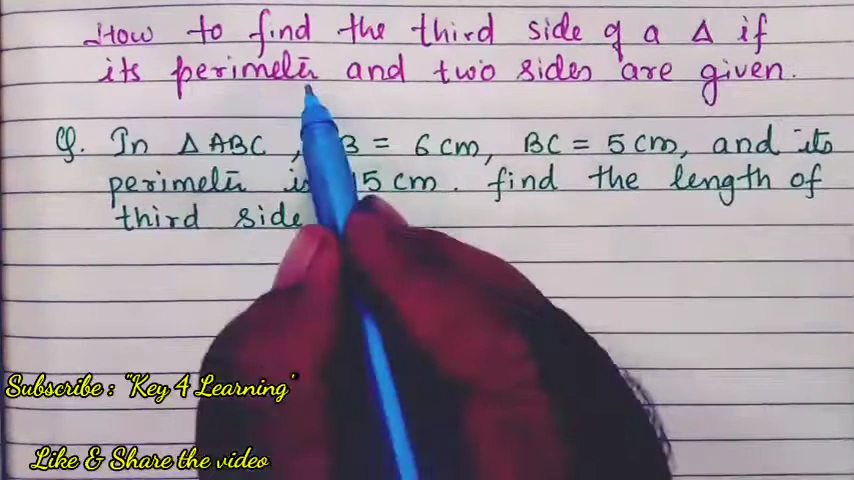 How to find the third side of a Δ if
its perimeter and two sides are given.
Q. In ΔABC, B = 6 cm, BC = 5 cm, and its
perimeter is 15 cm. find the length of
third side
Subscribe : "Key 4 Learning"
Like & Share the video